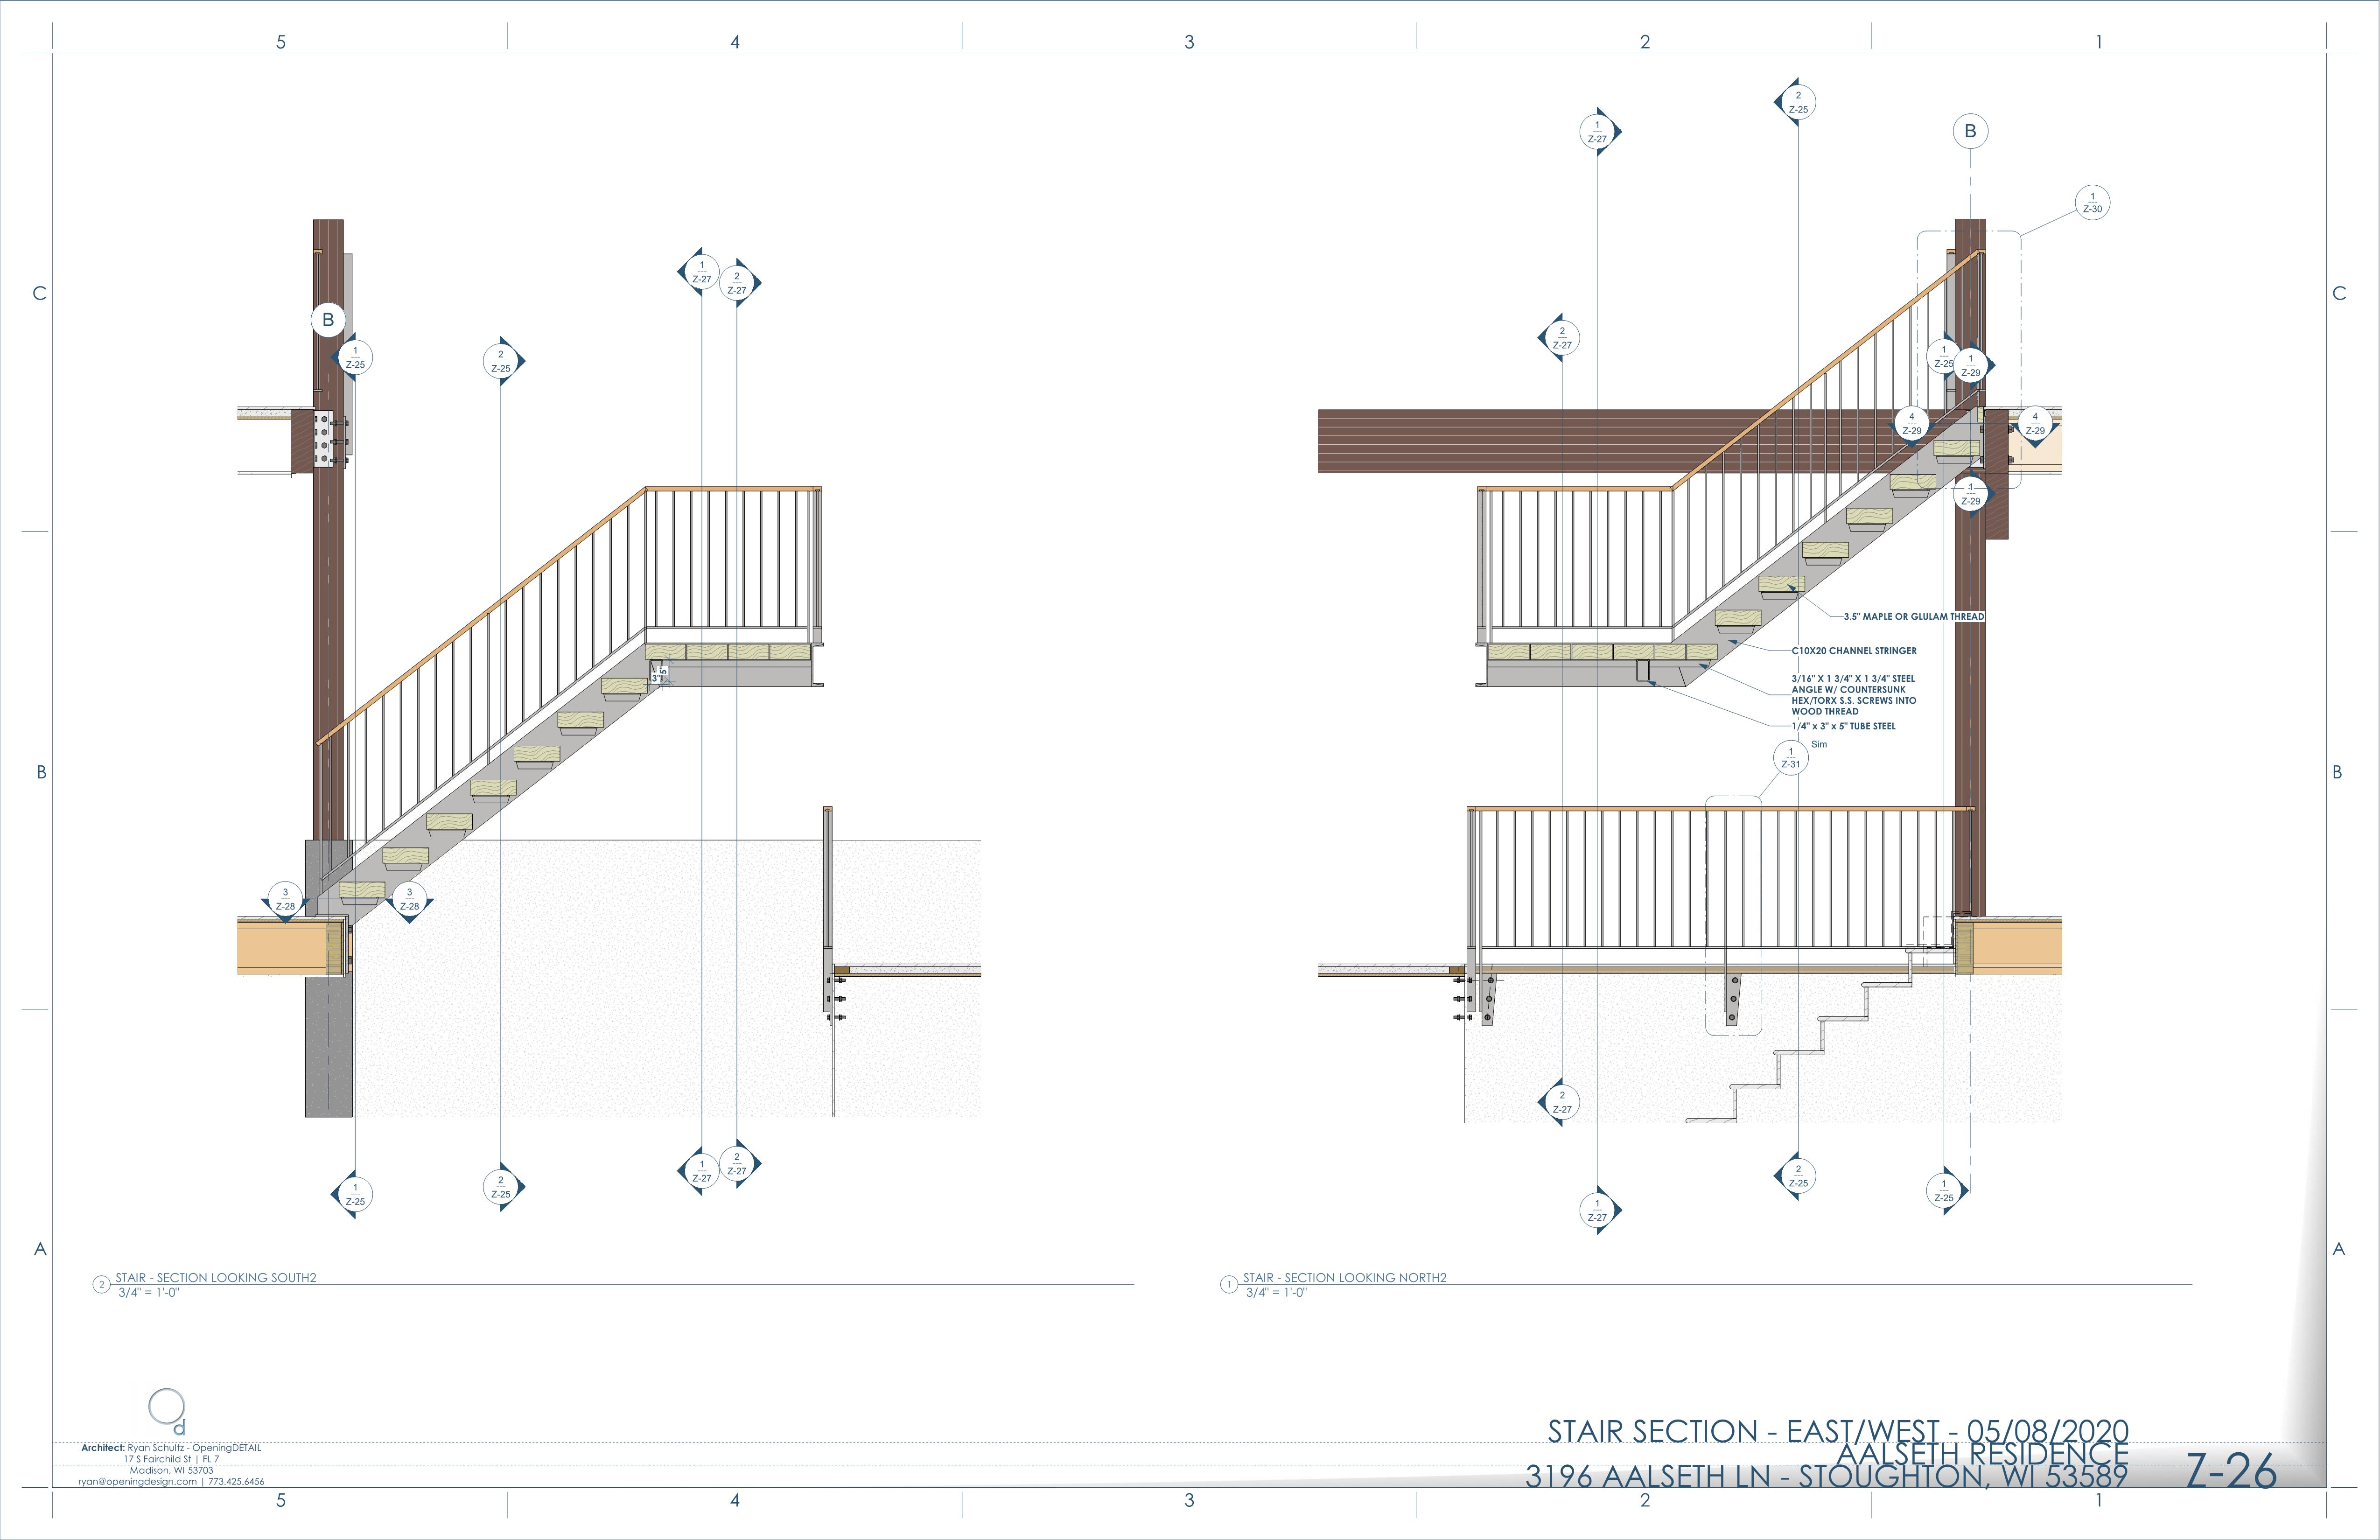 5 4 3 2 1
2
Z-25
1
Z-27
B
1
Z-30
C C
1
Z-27
2
Z-27
B
2
Z-27
1
Z-25
2
Z-25
1
Z-25
1
Z-29
4
Z-29
4
Z-29
1
Z-29
3.5" MAPLE OR GLULAM THREAD
C10X20 CHANNEL STRINGER
3"
5"
3/16" X 1 3/4" X 1 3/4" STEEL
ANGLE W/ COUNTERSUNK
HEX/TORX S.S. SCREWS INTO
WOOD THREAD
1/4" x 3" x 5" TUBE STEEL
Sim
1
Z-31
B B
3
Z-28
3
Z-28
2
Z-27
1
Z-27
2
Z-27
2
Z-25
1
Z-25
2
Z-25
1
Z-25
1
Z-27
A A
2 STAIR - SECTION LOOKING SOUTH2
3/4" = 1'-0"
1 STAIR - SECTION LOOKING NORTH2
3/4" = 1'-0"
d
Architect: Ryan Schultz - OpeningDETAIL
17 S Fairchild St | FL 7
Madison, WI 53703
ryan@openingdesign.com | 773.425.6456
STAIR SECTION - EAST/WEST - 05/08/2020
AALSETH RESIDENCE
3196 AALSETH LN - STOUGHTON, WI 53589
Z-26
5 4 3 2 1